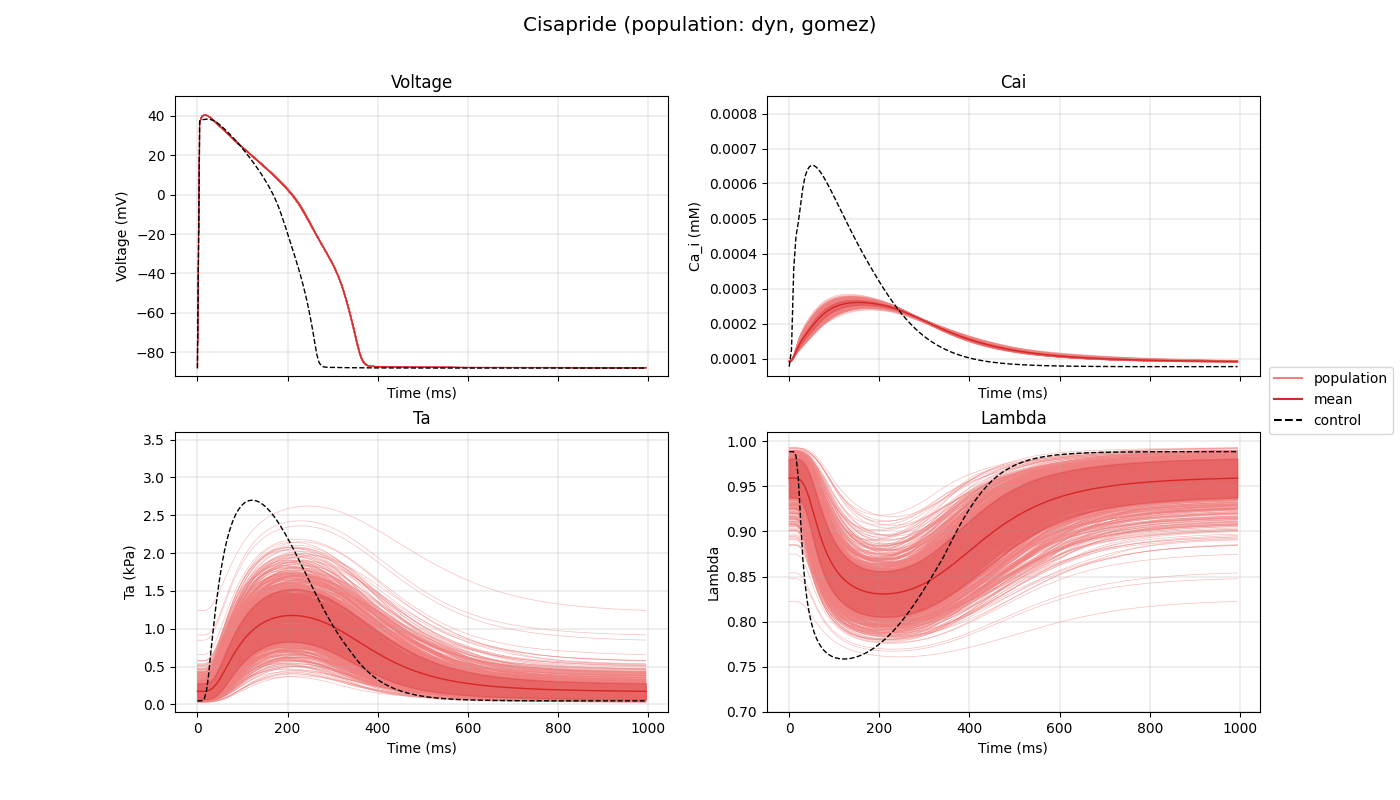 Cisapride (population: dyn, gomez)
Voltage
40
20
0
−20
−40
−60
−80
Voltage (mV)
Time (ms)
Cai
0.0008
0.0007
0.0006
0.0005
0.0004
0.0003
0.0002
0.0001
Ca_i (mM)
Time (ms)
population
mean
control
Ta
3.5
3.0
2.5
2.0
1.5
1.0
0.5
0.0
Ta (kPa)
0 200 400 600 800 1000
Time (ms)
Lambda
1.00
0.95
0.90
0.85
0.80
0.75
0.70
Lambda
0 200 400 600 800 1000
Time (ms)